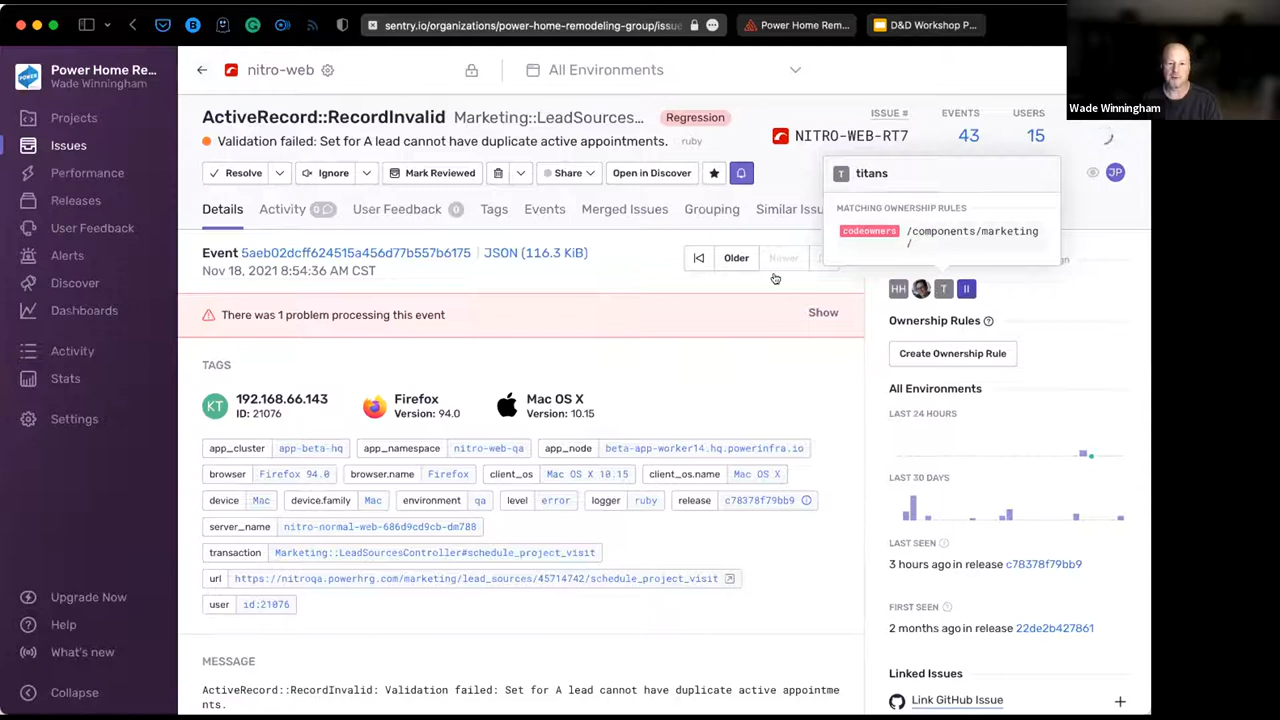 sentry.io/organizations/power-home-remodeling-group/issue
Power Home Rem...
D&D Workshop P...
Wade Winningham
POWER
Power Home Re...
Wade Winningham
Projects
Issues
Performance
Releases
User Feedback
Alerts
Discover
Dashboards
Activity
Stats
Settings
Upgrade Now
Help
What's new
Collapse
nitro-web
All Environments
ActiveRecord::RecordInvalid Marketing::LeadSources... Regression
Validation failed: Set for A lead cannot have duplicate active appointments. ruby
ISSUE # EVENTS USERS
NITRO-WEB-RT7 43 15
Resolve Ignore Mark Reviewed Share Open in Discover
JP
T titans
MATCHING OWNERSHIP RULES
codeowners /components/marketing
/
Details Activity 0 User Feedback 0 Tags Events Merged Issues Grouping Similar Issu
Event 5aeb02dcff624515a456d77b557b6175 JSON (116.3 KiB)
Nov 18, 2021 8:54:36 AM CST
Older Newer
There was 1 problem processing this event Show
TAGS
KT 192.168.66.143
ID: 21076
Firefox
Version: 94.0
Mac OS X
Version: 10.15
app_cluster app-beta-hq app_namespace nitro-web-qa app_node beta-app-worker14.hq.powerinfra.io
browser Firefox 94.0 browser.name Firefox client_os Mac OS X 10.15 client_os.name Mac OS X
device Mac device.family Mac environment qa level error logger ruby release c78378f79bb9
server_name nitro-normal-web-686d9cd9cb-dm788
transaction Marketing::LeadSourcesController#schedule_project_visit
url https://nitroqa.powerhrg.com/marketing/lead_sources/45714742/schedule_project_visit
user id:21076
MESSAGE
ActiveRecord::RecordInvalid: Validation failed: Set for A lead cannot have duplicate active appointme
nts.
HH T II
Ownership Rules
Create Ownership Rule
All Environments
LAST 24 HOURS
LAST 30 DAYS
LAST SEEN
3 hours ago in release c78378f79bb9
FIRST SEEN
2 months ago in release 22de2b427861
Linked Issues
Link GitHub Issue